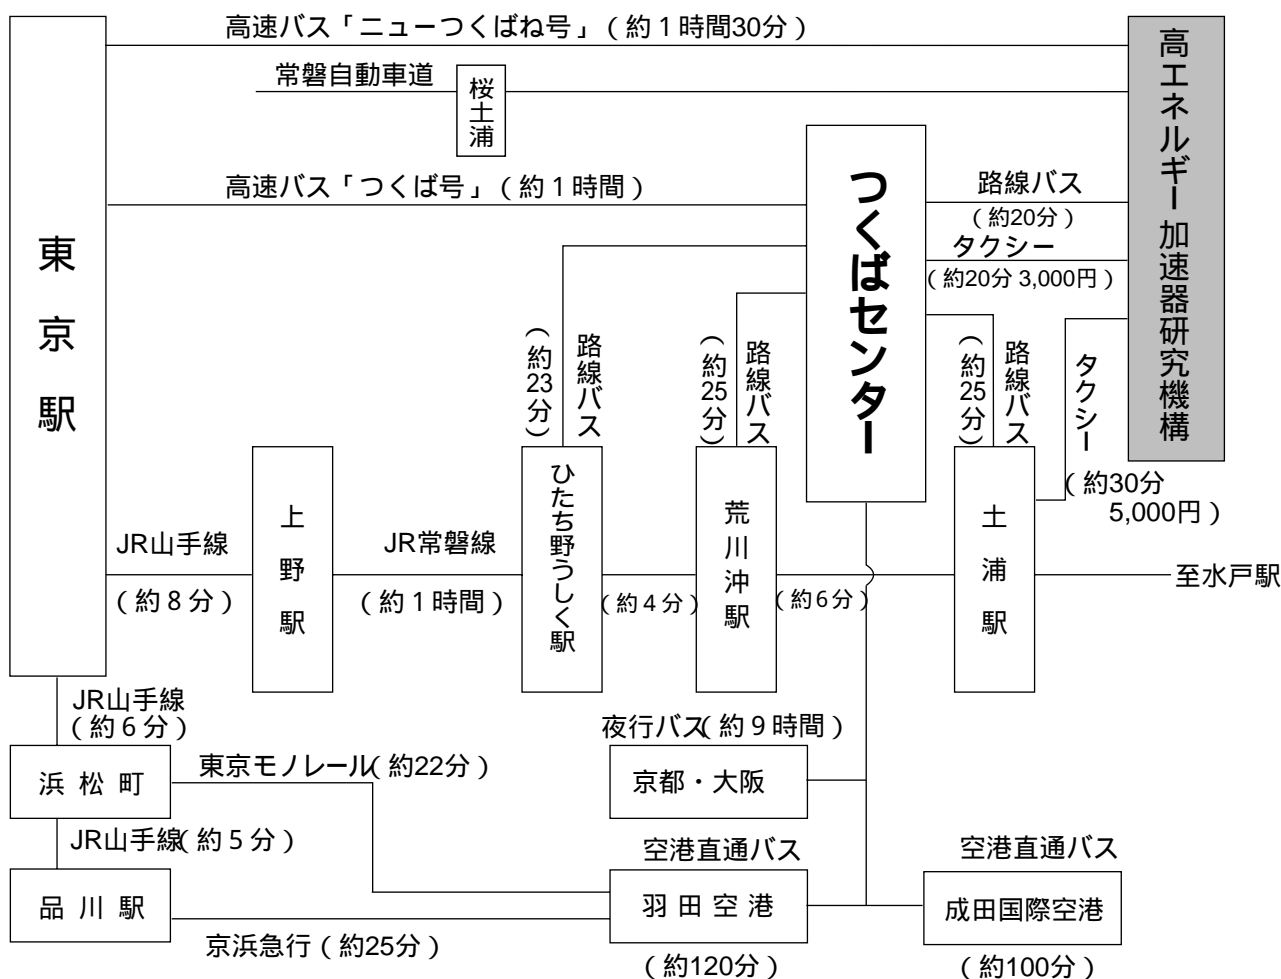 高速バス「ニューつくばね号」(約1時間30分)
常磐自動車道
桜土浦
高速バス「つくば号」(約1時間)
東京駅
つくばセンター
高エネルギー加速器研究機構
路線バス
(約20分)
タクシー
(約20分 3,000円)
路線バス
(約23分)
路線バス
(約25分)
路線バス
(約25分)
タクシー
(約30分
5,000円)
JR山手線
(約8分)
上野駅
JR常磐線
(約1時間)
ひたち野うしく駅
(約4分)
荒川沖駅
(約6分)
土浦駅
至水戸駅
JR山手線
(約6分)
浜松町
東京モノレール(約22分)
JR山手線(約5分)
品川駅
京浜急行(約25分)
夜行バス(約9時間)
京都・大阪
空港直通バス
羽田空港
(約120分)
空港直通バス
成田国際空港
(約100分)